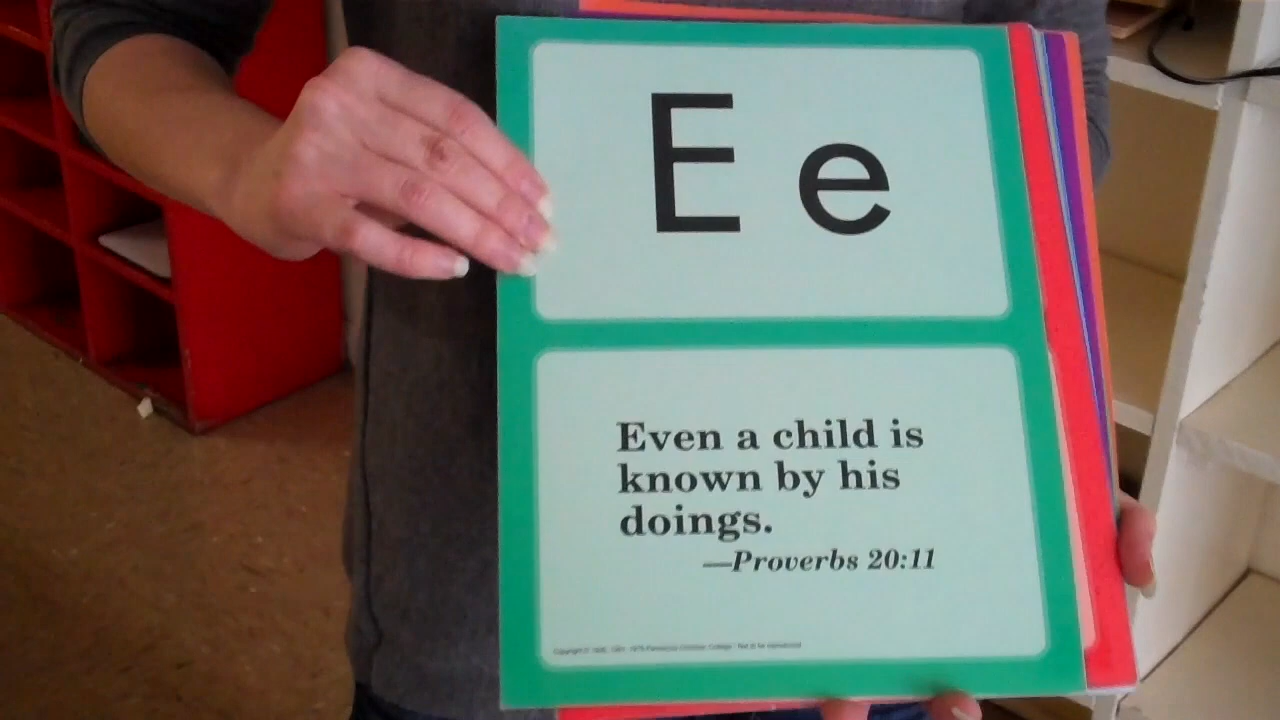 E e
Even a child is
known by his
doings.
—Proverbs 20:11